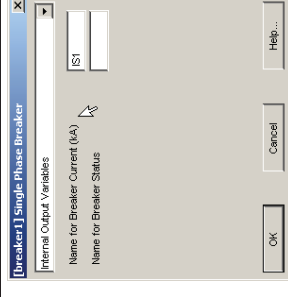 [breaker1] Single Phase Breaker
Internal Output Variables
Name for Breaker Current (kA) IS1
Name for Breaker Status
OK Cancel Help...